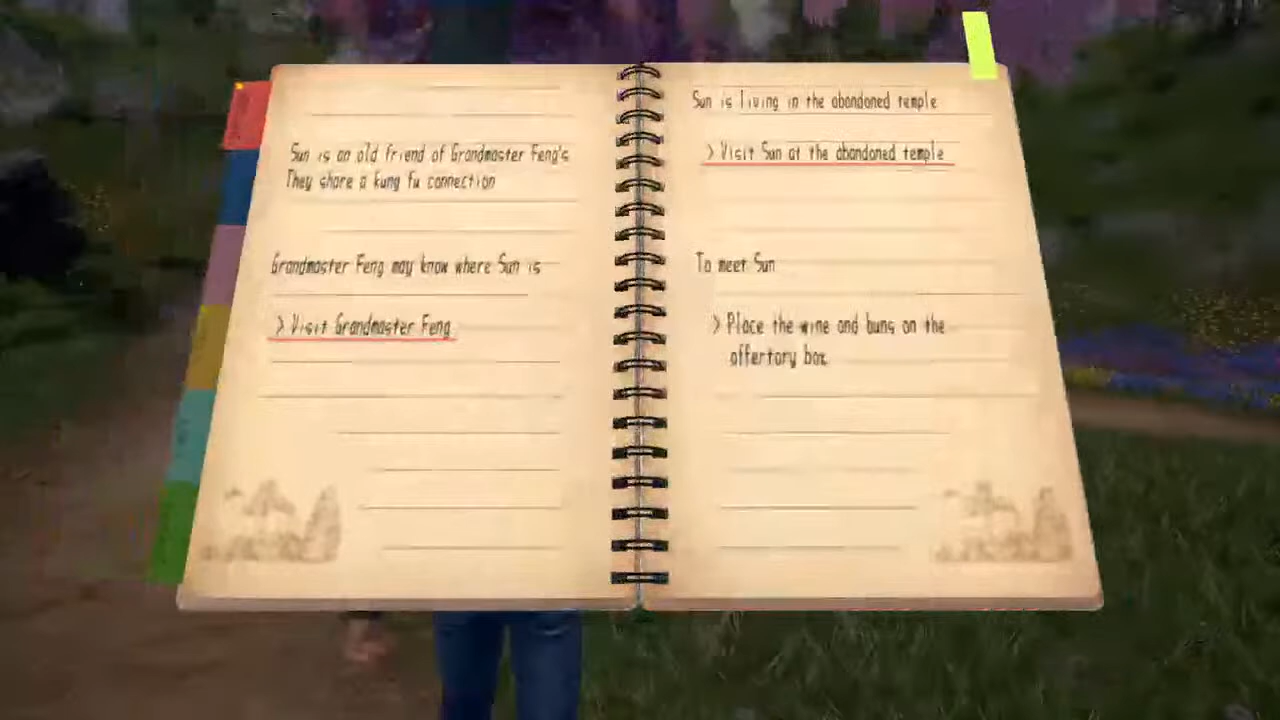 Sun is an old friend of Grandmaster Feng's
They share a kung fu connection
Grandmaster Feng may know where Sun is
> Visit Grandmaster Feng
Sun is living in the abandoned temple
> Visit Sun at the abandoned temple
To meet Sun
> Place the wine and buns on the
offertory box